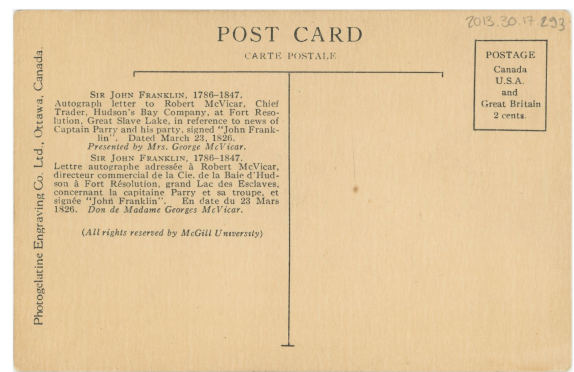 2013.30.17.293
POST CARD
CARTE POSTALE
POSTAGE
Canada
U.S.A.
and
Great Britain
2 cents.
SIR JOHN FRANKLIN, 1786-1847.
Autograph letter to Robert McVicar, Chief
Trader, Hudson's Bay Company, at Fort Reso-
lution, Great Slave Lake, in reference to news of
Captain Parry and his party, signed "John Frank-
lin". Dated March 23, 1826.
Presented by Mrs. George McVicar.
SIR JOHN FRANKLIN, 1786-1847.
Lettre autographe adressée à Robert McVicar,
directeur commercial de la Cie. de la Baie d'Hud-
son à Fort Résolution, grand Lac des Esclaves,
concernant la capitaine Parry et sa troupe, et
signée "John Franklin". En date du 23 Mars
1826. Don de Madame Georges McVicar.
(All rights reserved by McGill University)
Photogelatine Engraving Co. Ltd., Ottawa, Canada.